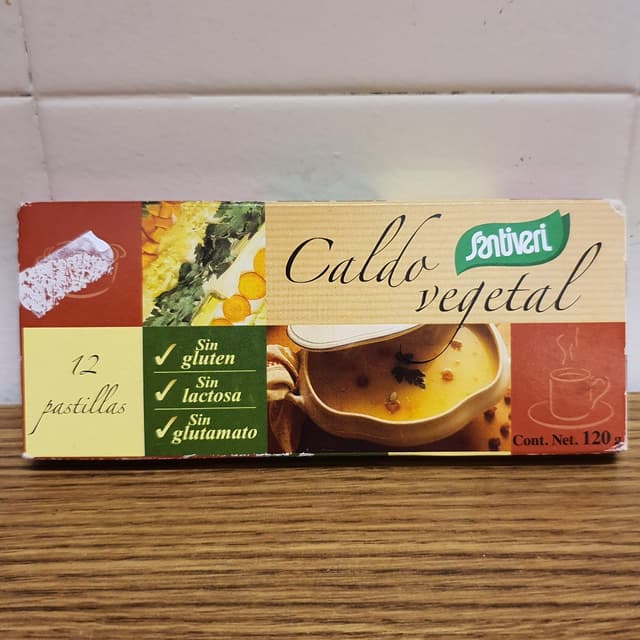 Santiveri
Caldo
vegetal
12
pastillas
Sin
gluten
Sin
lactosa
Sin
glutamato
Cont. Net. 120 g